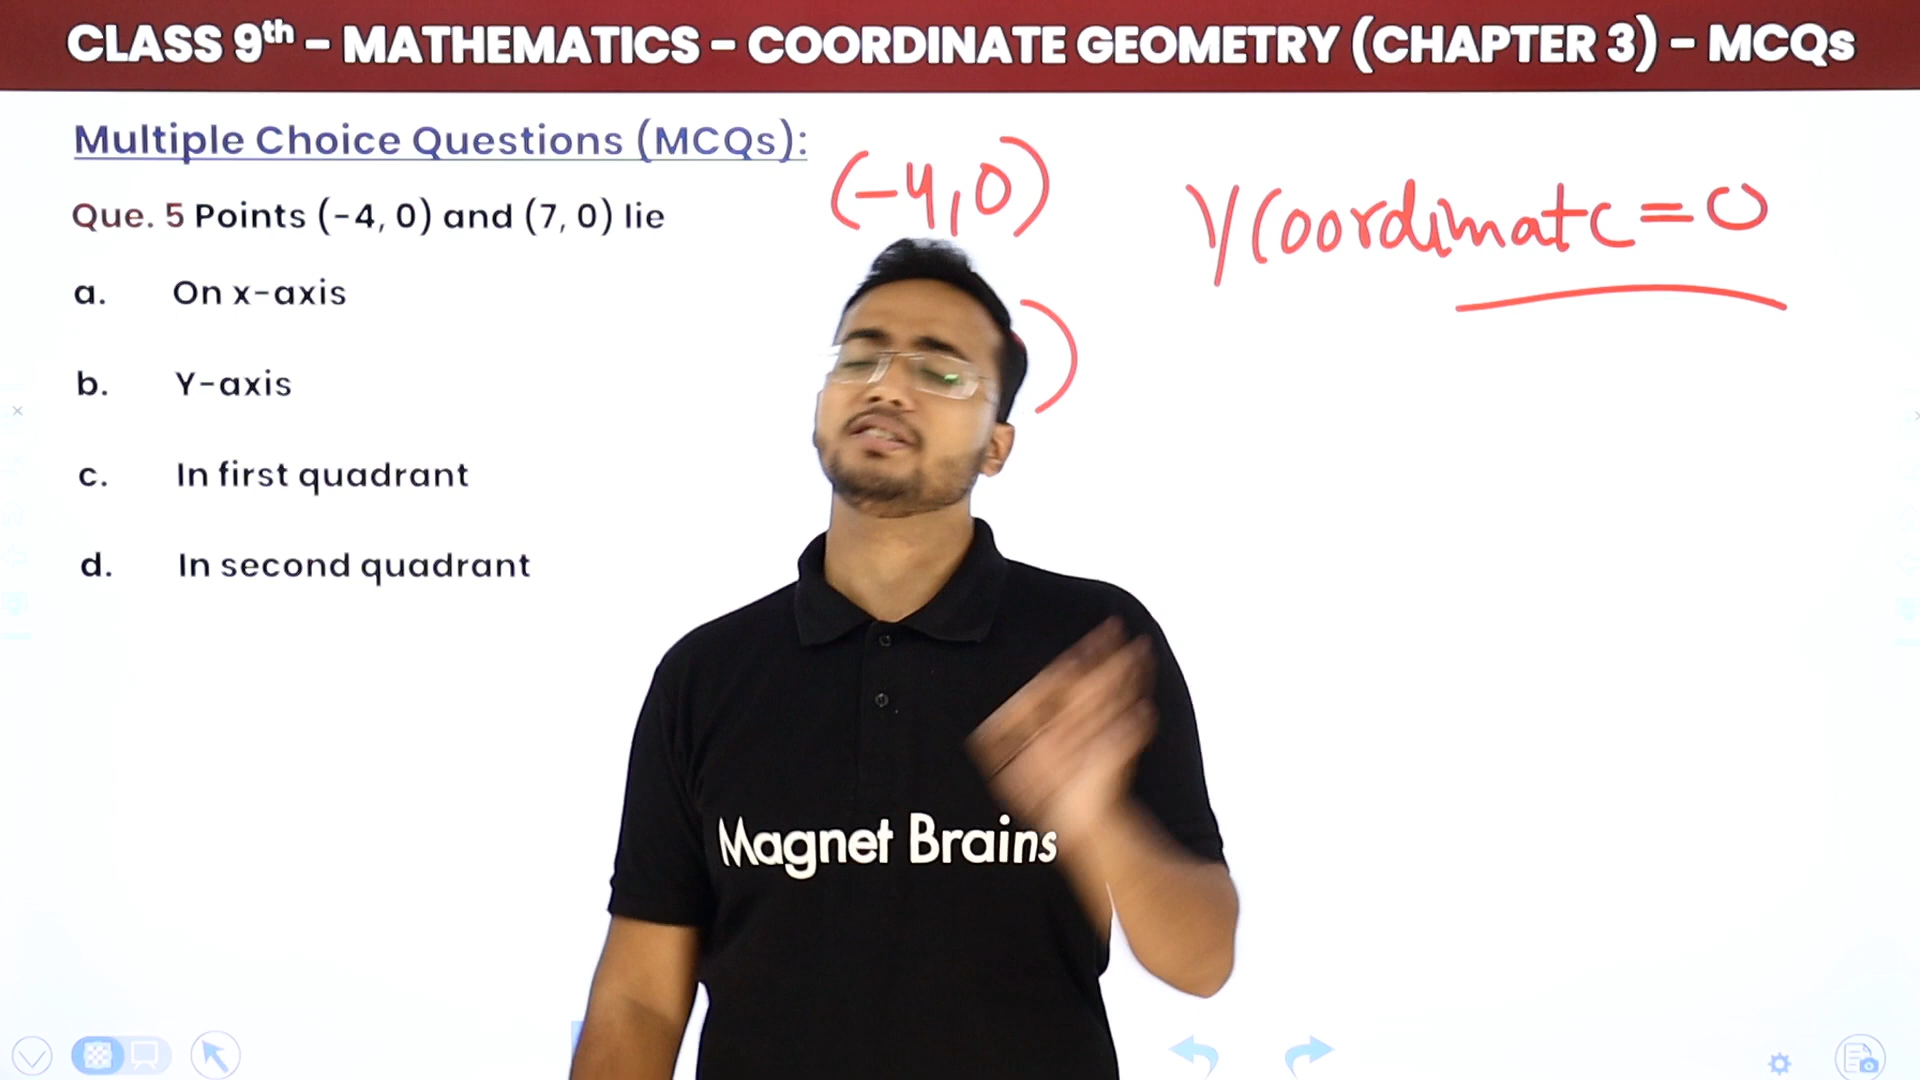 CLASS 9th - MATHEMATICS - COORDINATE GEOMETRY (CHAPTER 3) - MCQs
Multiple Choice Questions (MCQs):
Que. 5 Points (-4, 0) and (7, 0) lie
a. On x-axis
b. Y-axis
c. In first quadrant
d. In second quadrant
(-4,0)
)
Y Coordinate = 0
Magnet Brains